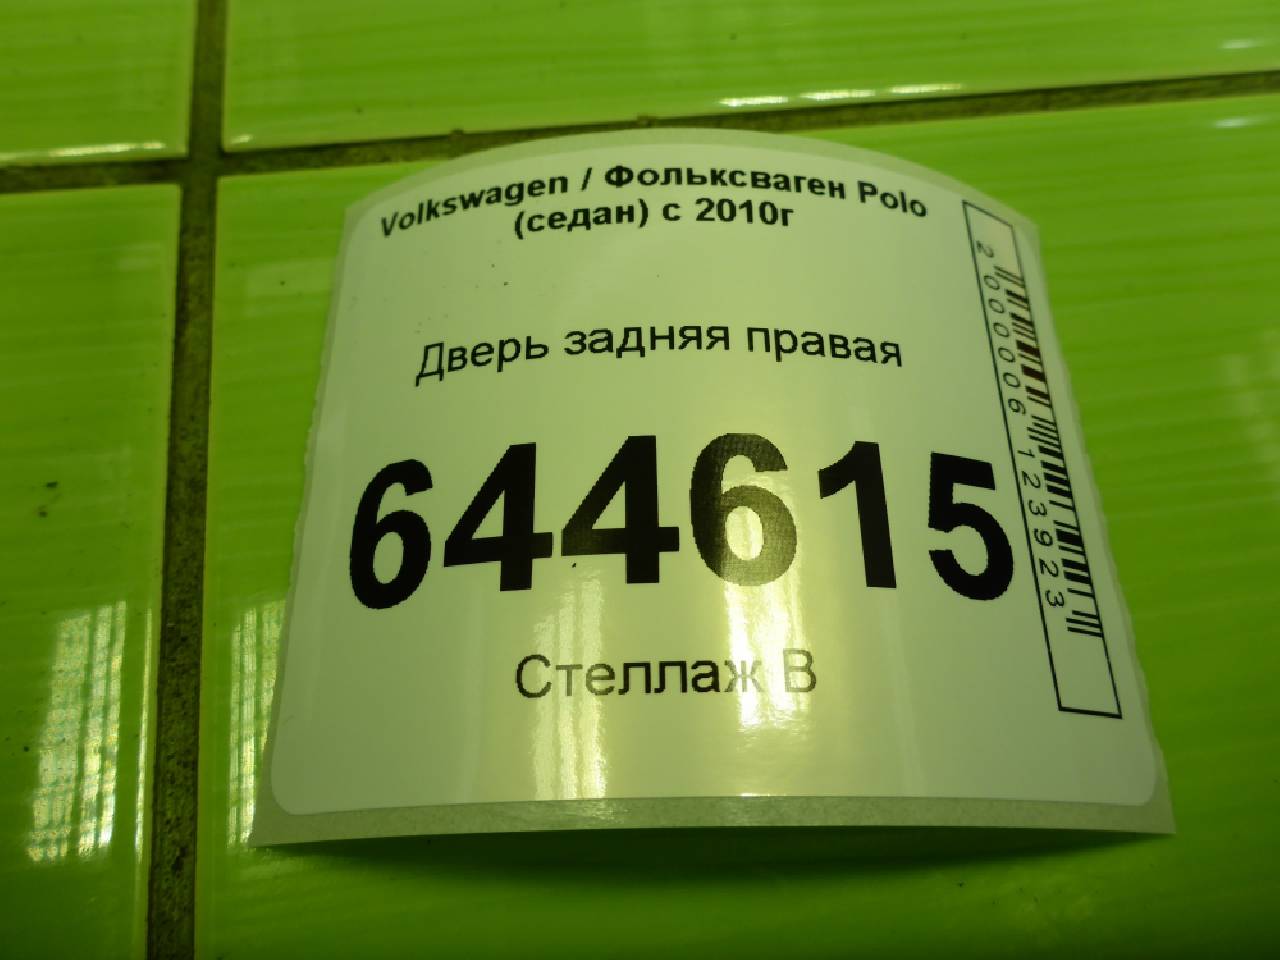 Volkswagen / Фольксваген Polo
(седан) с 2010г
Дверь задняя правая
644615
Стеллаж В
2000006123923